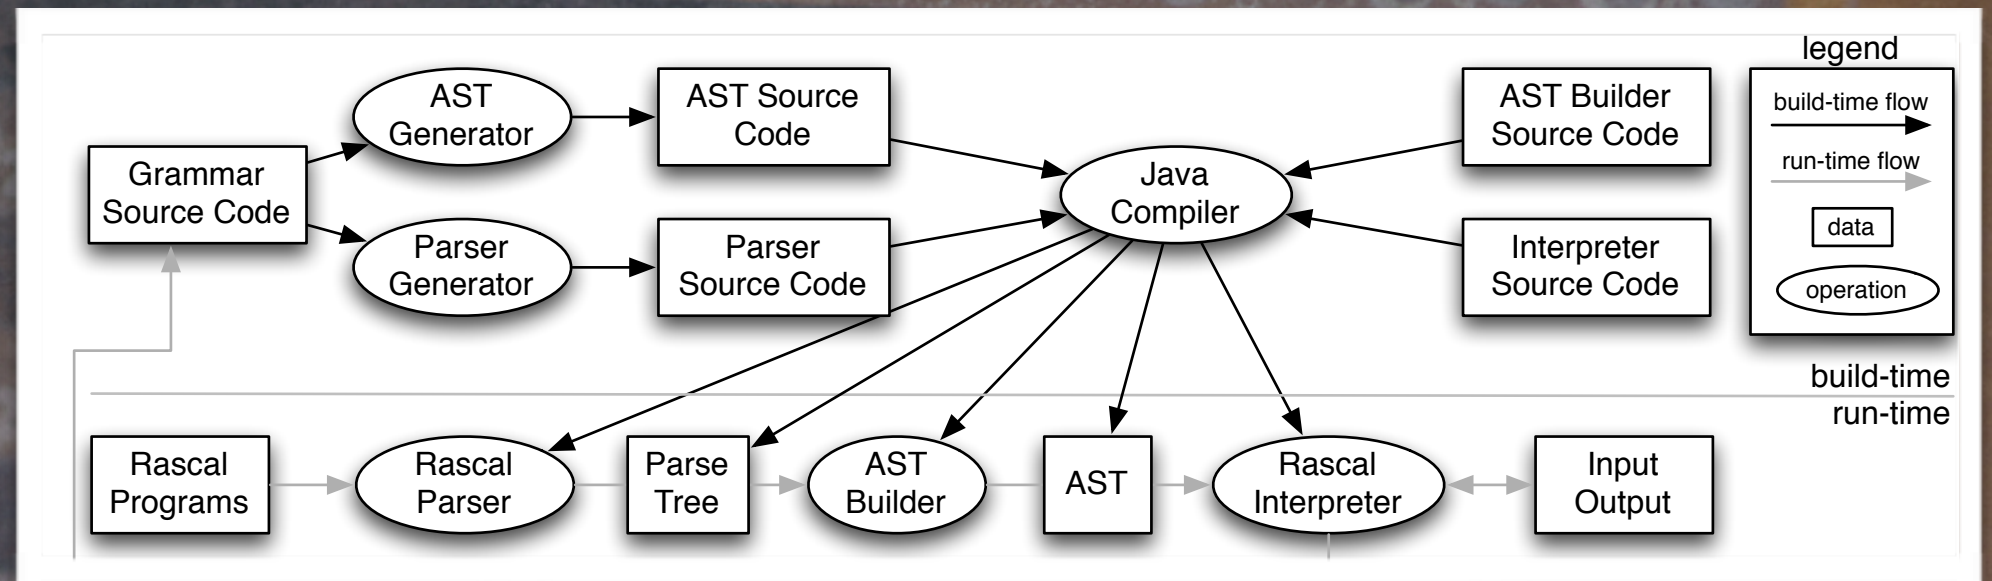 legend
AST
Generator
AST Source
Code
AST Builder
Source Code
build-time flow
run-time flow
Grammar
Source Code
Java
Compiler
data
Parser
Generator
Parser
Source Code
Interpreter
Source Code
operation
build-time
run-time
Rascal
Programs
Rascal
Parser
Parse
Tree
AST
Builder
AST
Rascal
Interpreter
Input
Output